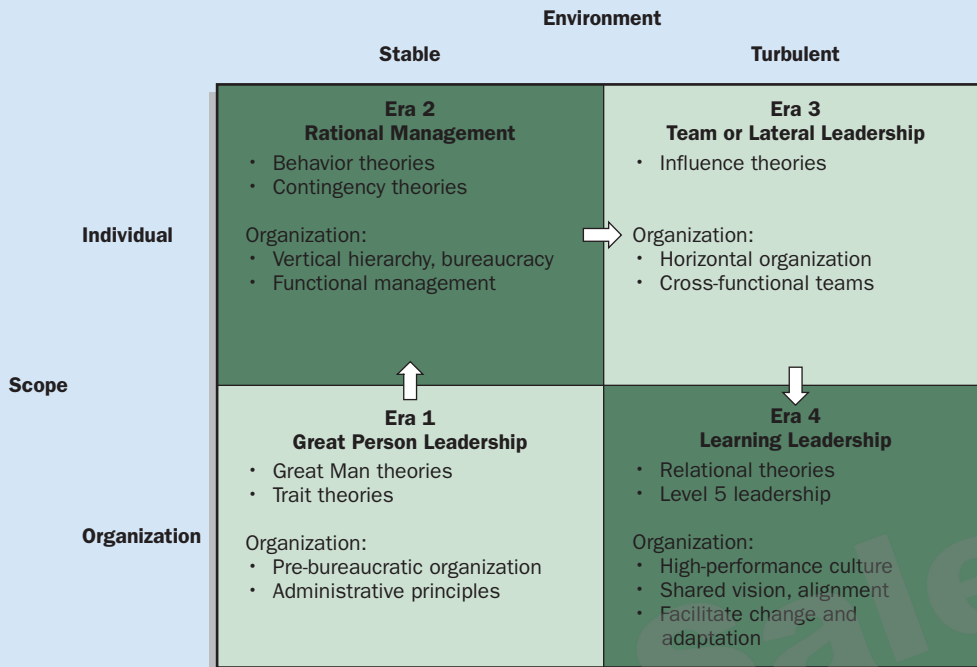 Environment
Stable
Turbulent
Era 2
Rational Management
• Behavior theories
• Contingency theories
Organization:
• Vertical hierarchy, bureaucracy
• Functional management
Era 3
Team or Lateral Leadership
• Influence theories
Organization:
• Horizontal organization
• Cross-functional teams
Individual
Scope
Era 1
Great Person Leadership
• Great Man theories
• Trait theories
Organization:
• Pre-bureaucratic organization
• Administrative principles
Era 4
Learning Leadership
• Relational theories
• Level 5 leadership
Organization:
• High-performance culture
• Shared vision, alignment
• Facilitate change and
adaptation
Organization
sale